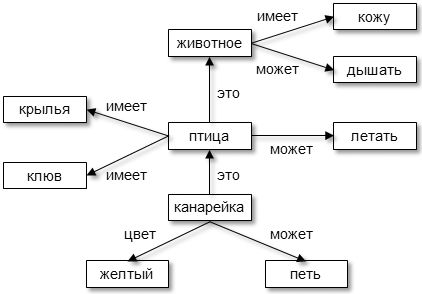 имеет
кожу
животное
может
дышать
это
крылья
имеет
птица
может
летать
клюв
имеет
это
канарейка
цвет
может
желтый
петь